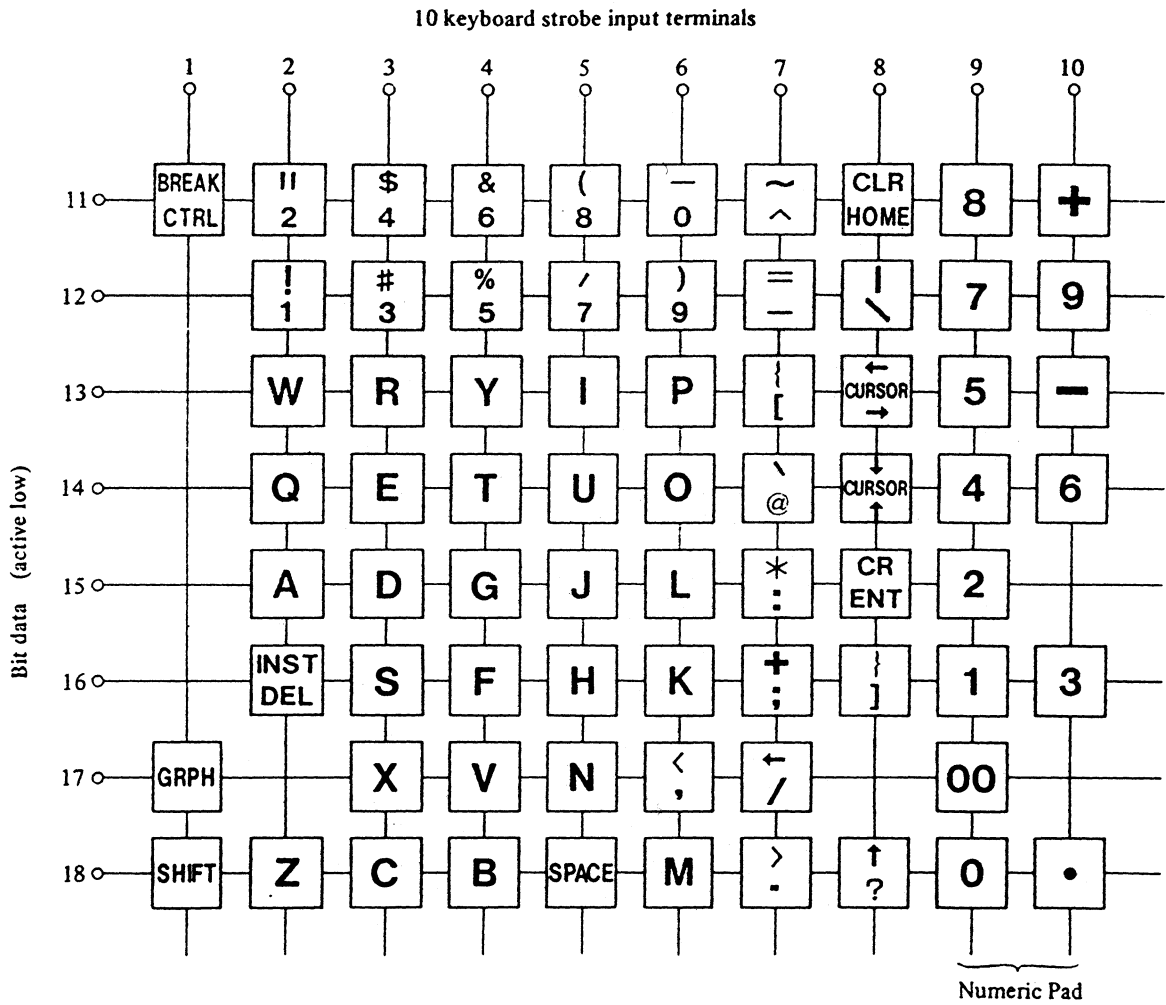 10 keyboard strobe input terminals
1 2 3 4 5 6 7 8 9 10
11 BREAK CTRL " 2 $ 4 & 6 ( 8 — 0 ~ ^ CLR HOME 8 +
12 ! 1 # 3 % 5 ' 7 ) 9 = — | \ 7 9
13 W R Y I P { [ ← CURSOR → 5 —
14 Q E T U O ` @ ↓ CURSOR ↑ 4 6
15 A D G J L * : CR ENT 2
16 INST DEL S F H K + ; } ] 1 3
17 GRPH X V N < , ← / 00
18 SHIFT Z C B SPACE M > . ↑ ? 0 •
Bit data (active low)
Numeric Pad